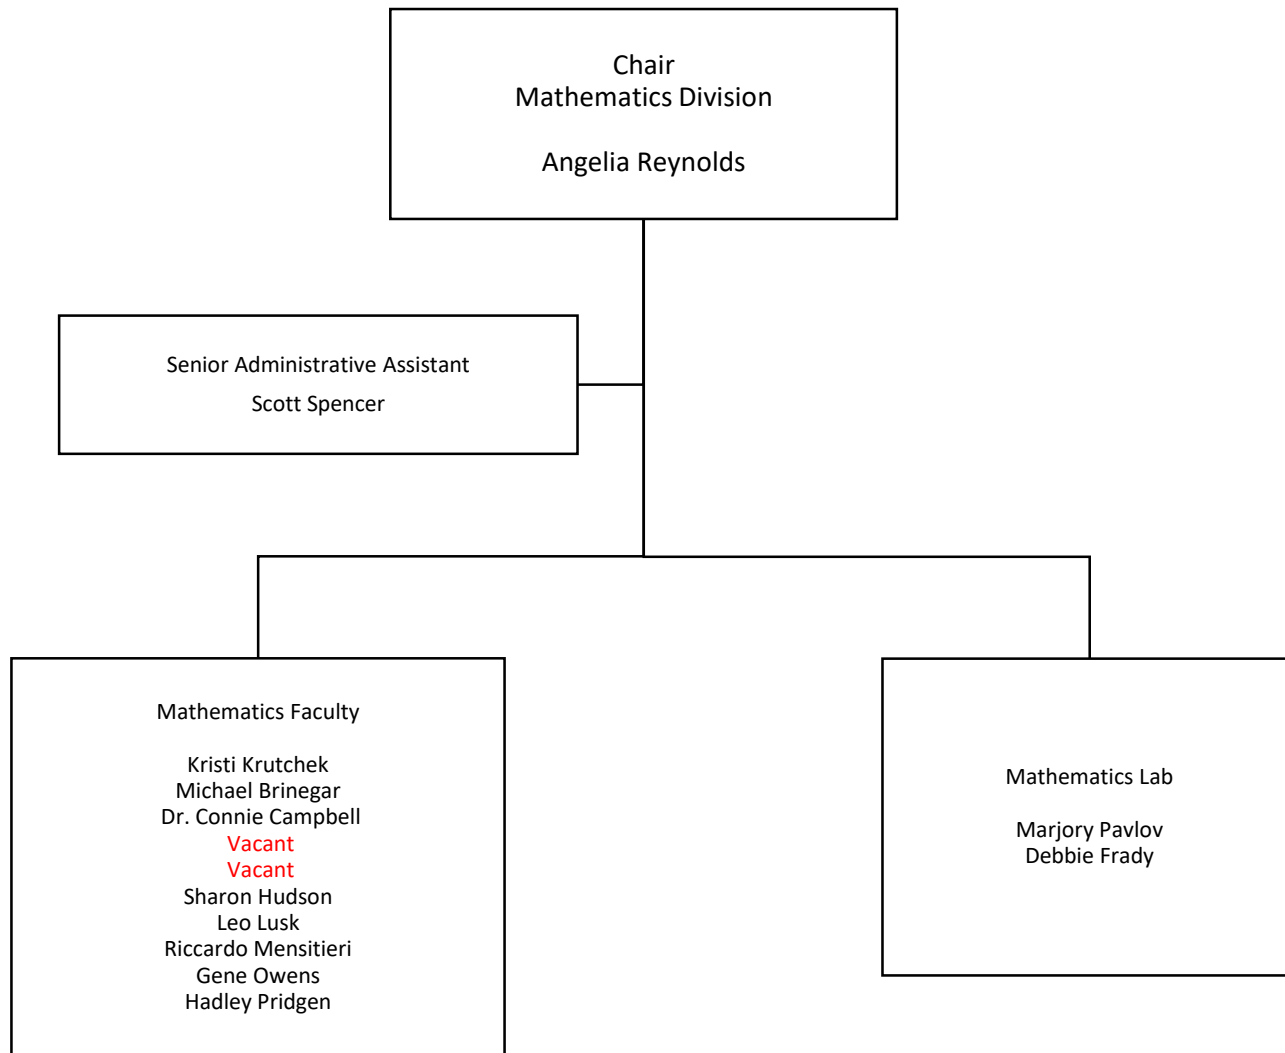 Chair
Mathematics Division
Angelia Reynolds
Senior Administrative Assistant
Scott Spencer
Mathematics Faculty
Kristi Krutchek
Michael Brinegar
Dr. Connie Campbell
Vacant
Vacant
Sharon Hudson
Leo Lusk
Riccardo Mensitieri
Gene Owens
Hadley Pridgen
Mathematics Lab
Marjory Pavlov
Debbie Frady